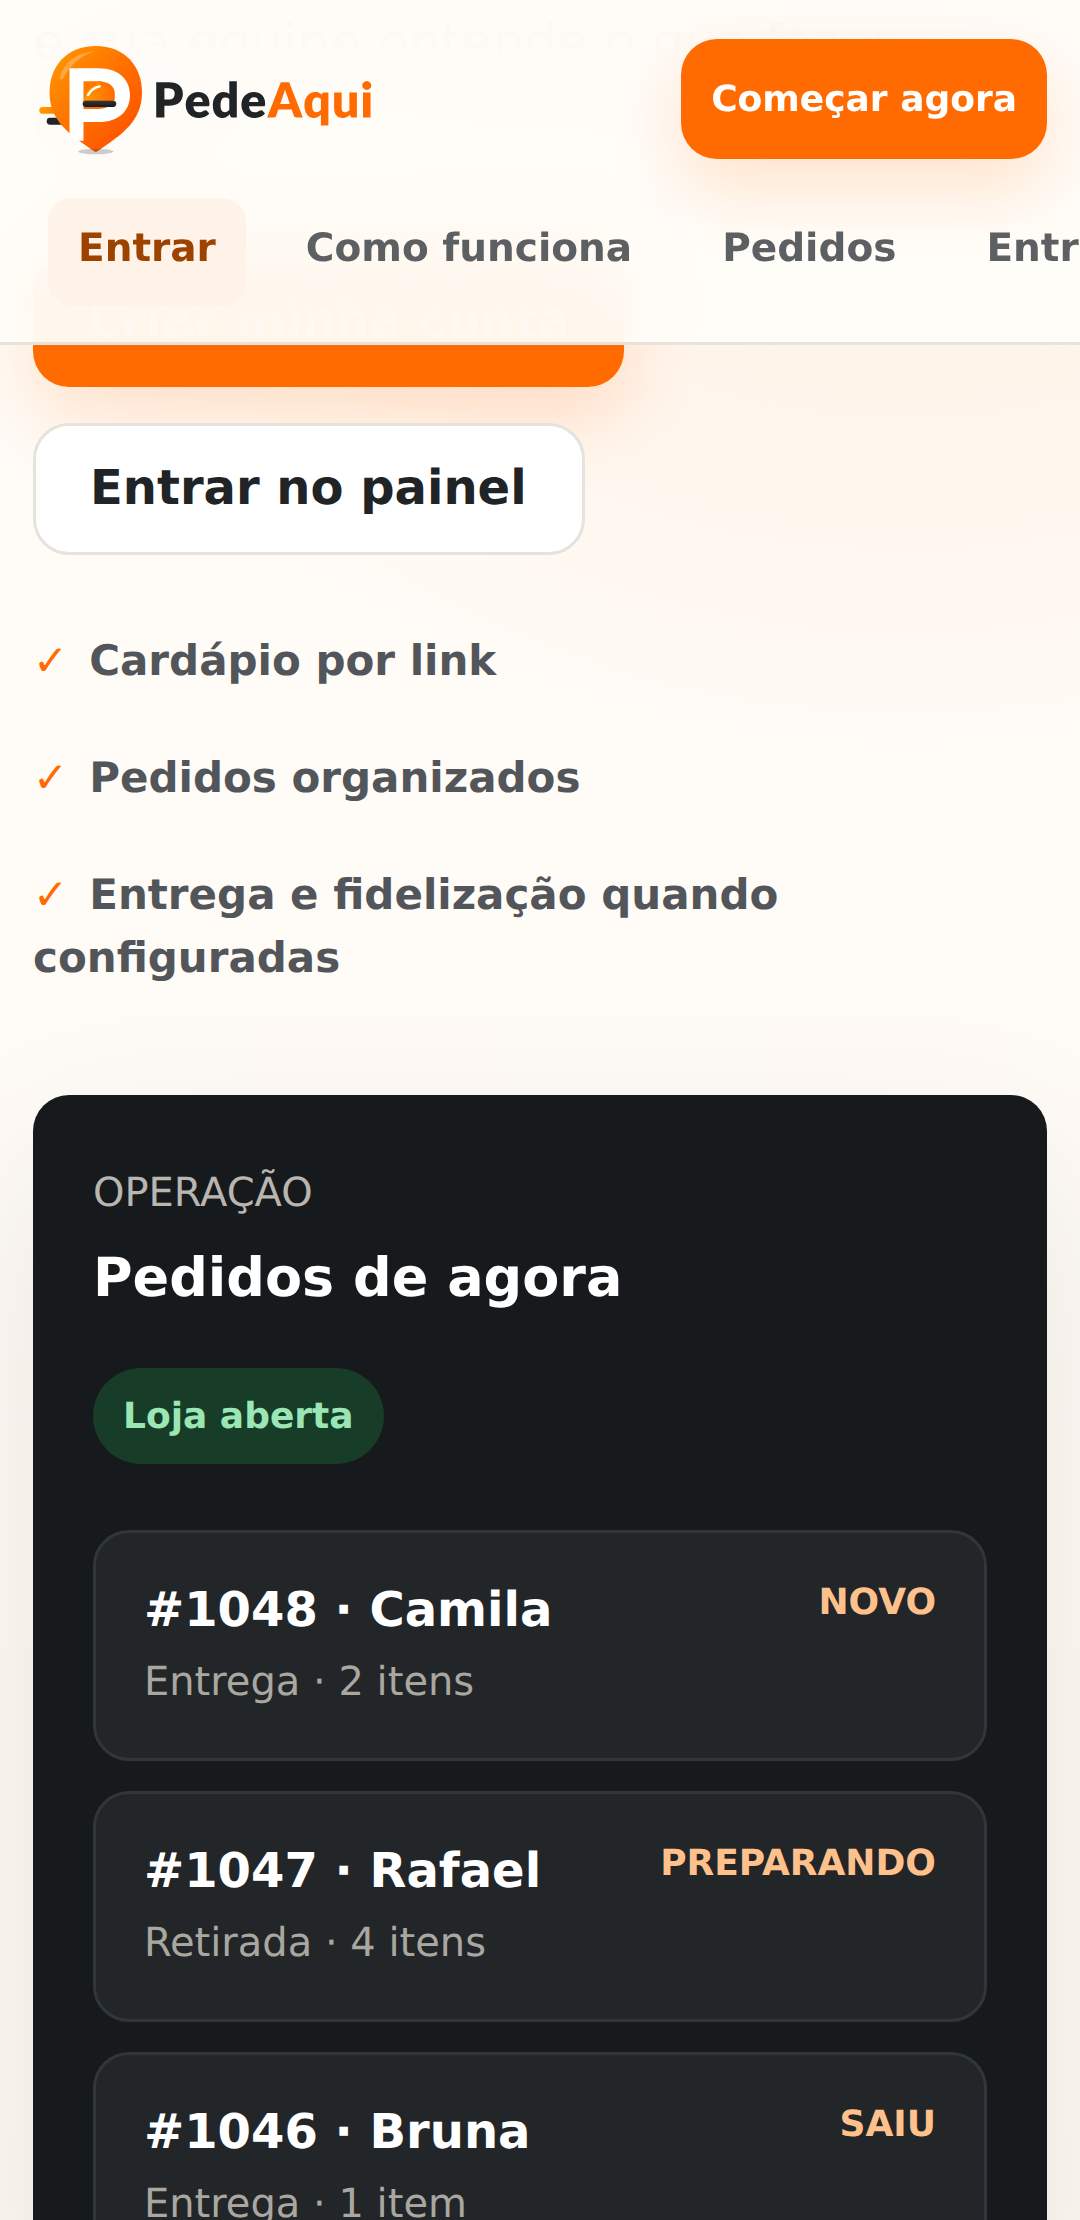 PedeAqui
Começar agora
Entrar
Como funciona
Pedidos
Entr
Entrar no painel
✓ Cardápio por link
✓ Pedidos organizados
✓ Entrega e fidelização quando
configuradas
OPERAÇÃO
Pedidos de agora
Loja aberta
#1048 · Camila
NOVO
Entrega · 2 itens
#1047 · Rafael
PREPARANDO
Retirada · 4 itens
#1046 · Bruna
SAIU
Entrega · 1 item